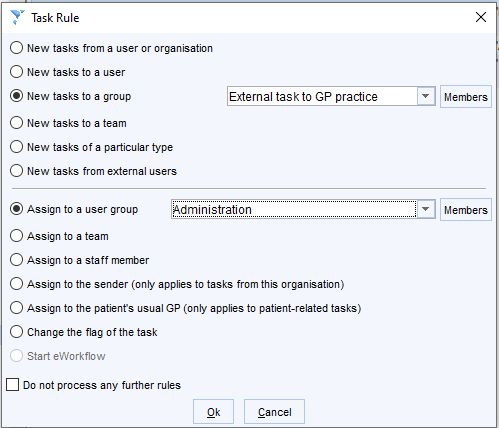 Task Rule
New tasks from a user or organisation
New tasks to a user
New tasks to a group External task to GP practice Members
New tasks to a team
New tasks of a particular type
New tasks from external users
Assign to a user group Administration Members
Assign to a team
Assign to a staff member
Assign to the sender (only applies to tasks from this organisation)
Assign to the patient's usual GP (only applies to patient-related tasks)
Change the flag of the task
Start eWorkflow
Do not process any further rules
Ok Cancel